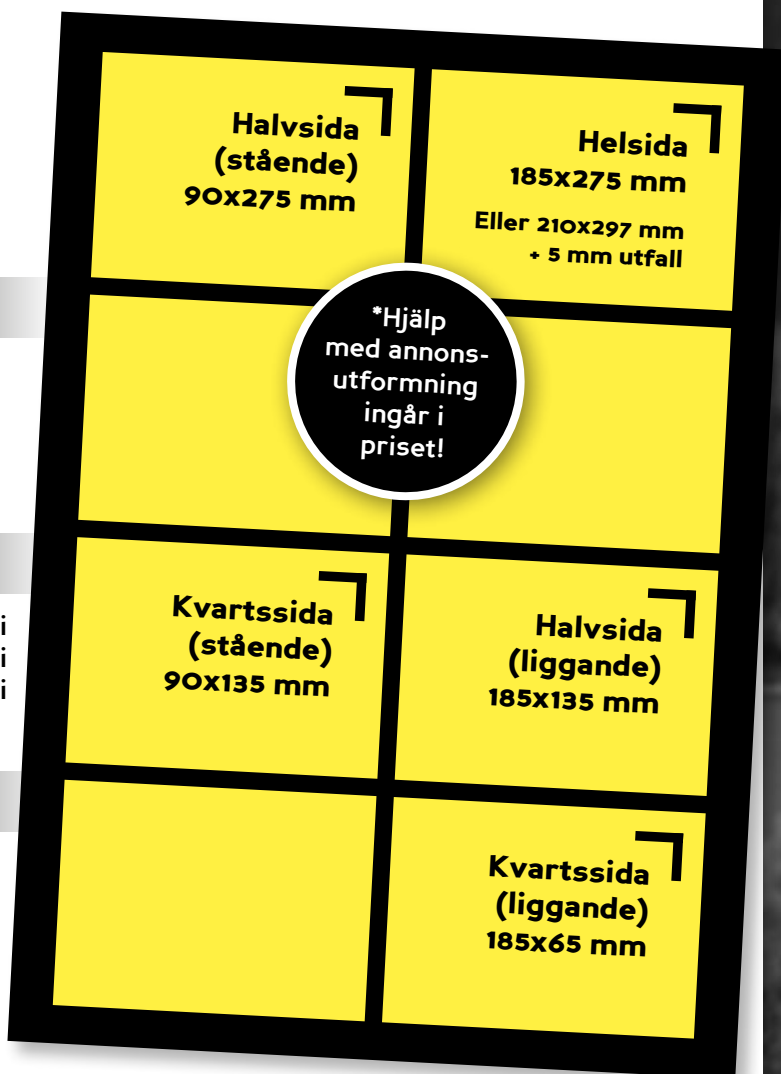 Halvsida
(stående)
90x275 mm
Helsida
185x275 mm
Eller 210x297 mm
+ 5 mm utfall
*Hjälp
med annons-
utformning
ingår i
priset!
Kvartssida
(stående)
90x135 mm
Halvsida
(liggande)
185x135 mm
Kvartssida
(liggande)
185x65 mm
i
i
i